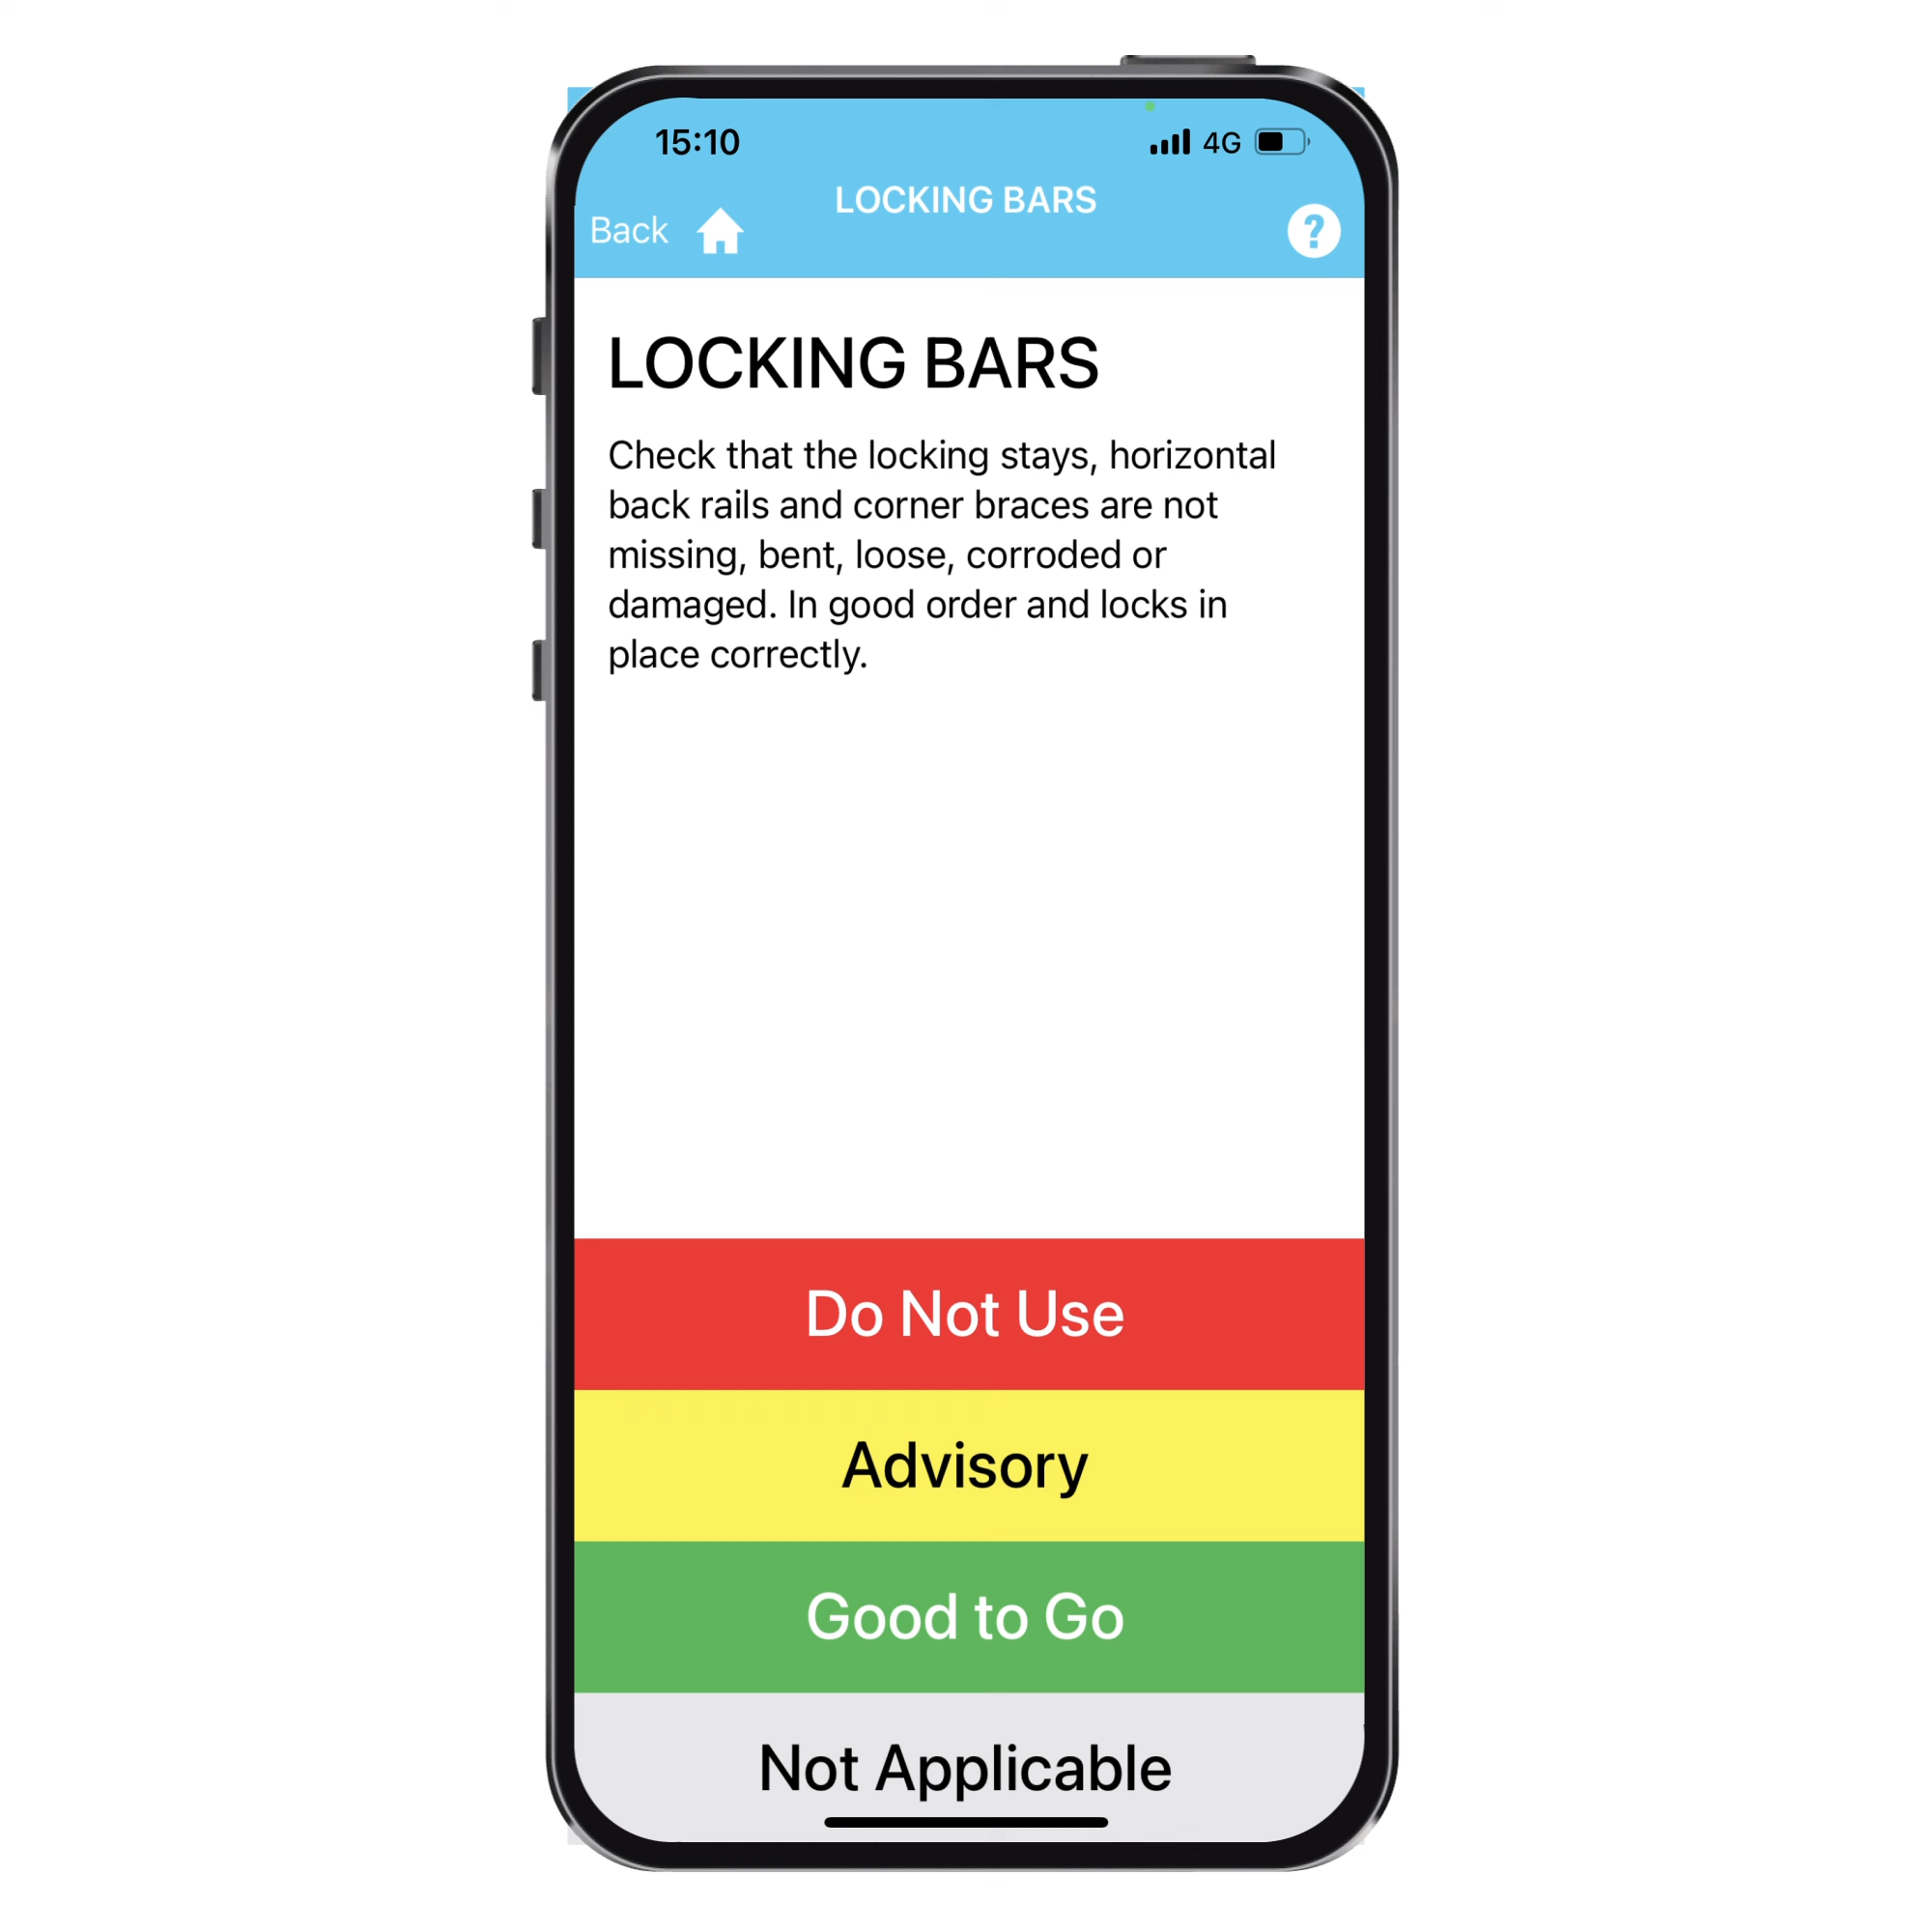 15:10
4G
LOCKING BARS
Back
?
LOCKING BARS
Check that the locking stays, horizontal
back rails and corner braces are not
missing, bent, loose, corroded or
damaged. In good order and locks in
place correctly.
Do Not Use
Advisory
Good to Go
Not Applicable